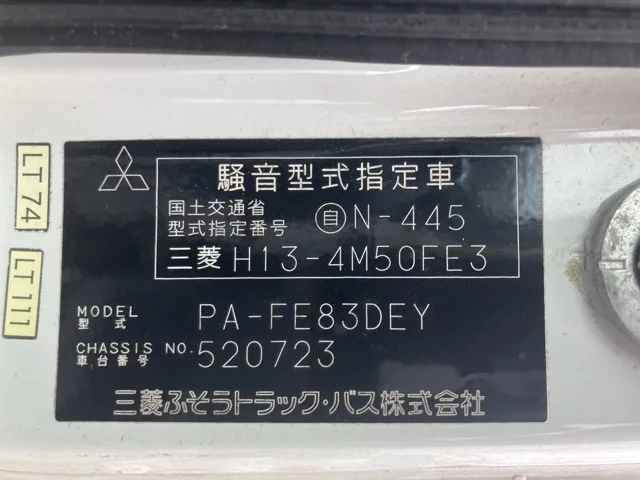 騒音型式指定車
国土交通省
型式指定番号 自N-445
三菱 H13-4M50FE3
MODEL
型式 PA-FE83DEY
CHASSIS NO.
車台番号 520723
三菱ふそうトラック・バス株式会社
LT74
LT111